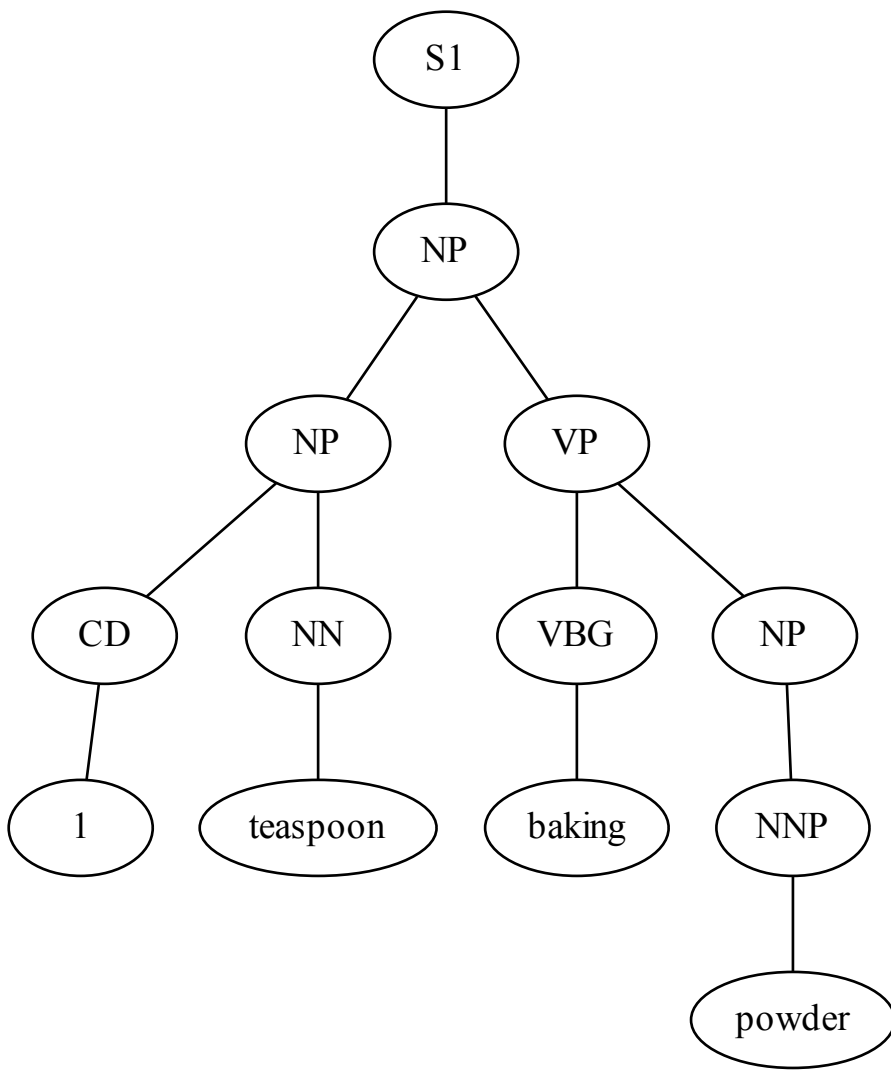 S1
NP
NP VP
CD NN VBG NP
1 teaspoon baking NNP
powder